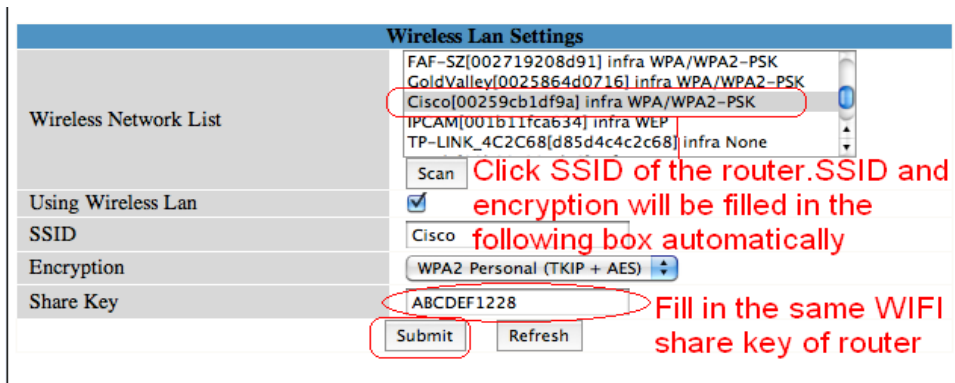 Wireless Lan Settings
Wireless Network List
FAF-SZ[002719208d91] infra WPA/WPA2-PSK
GoldValley[0025864d0716] infra WPA/WPA2-PSK
Cisco[00259cb1df9a] infra WPA/WPA2-PSK
IPCAM[001b11fca634] infra WEP
TP-LINK_4C2C68[d85d4c4c2c68] infra None
Scan
Click SSID of the router.SSID and
encryption will be filled in the
following box automatically
Using Wireless Lan
SSID
Cisco
Encryption
WPA2 Personal (TKIP + AES)
Share Key
ABCDEF1228
Fill in the same WIFI
share key of router
Submit
Refresh